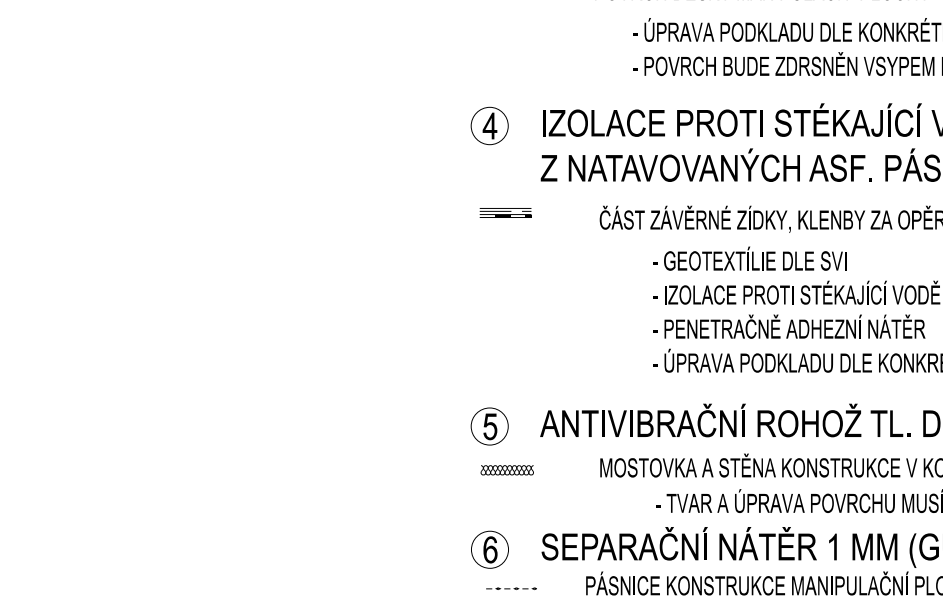 - ÚPRAVA PODKLADU DLE KONKRÉT
- POVRCH BUDE ZDRSNĚN VSYPEM
④ IZOLACE PROTI STÉKAJÍCÍ
Z NATAVOVANÝCH ASF. PÁS
ČÁST ZÁVĚRNÉ ZÍDKY, KLENBY ZA OPĚR
- GEOTEXTÍLIE DLE SVI
- IZOLACE PROTI STÉKAJÍCÍ VODĚ
- PENETRAČNĚ ADHEZNÍ NÁTĚR
- ÚPRAVA PODKLADU DLE KONKRÉ
⑤ ANTIVIBRAČNÍ ROHOŽ TL. D
MOSTOVKA A STĚNA KONSTRUKCE V KO
- TVAR A ÚPRAVA POVRCHU MUSÍ
⑥ SEPARAČNÍ NÁTĚR 1 MM (G
PÁSNICE KONSTRUKCE MANIPULAČNÍ PLO